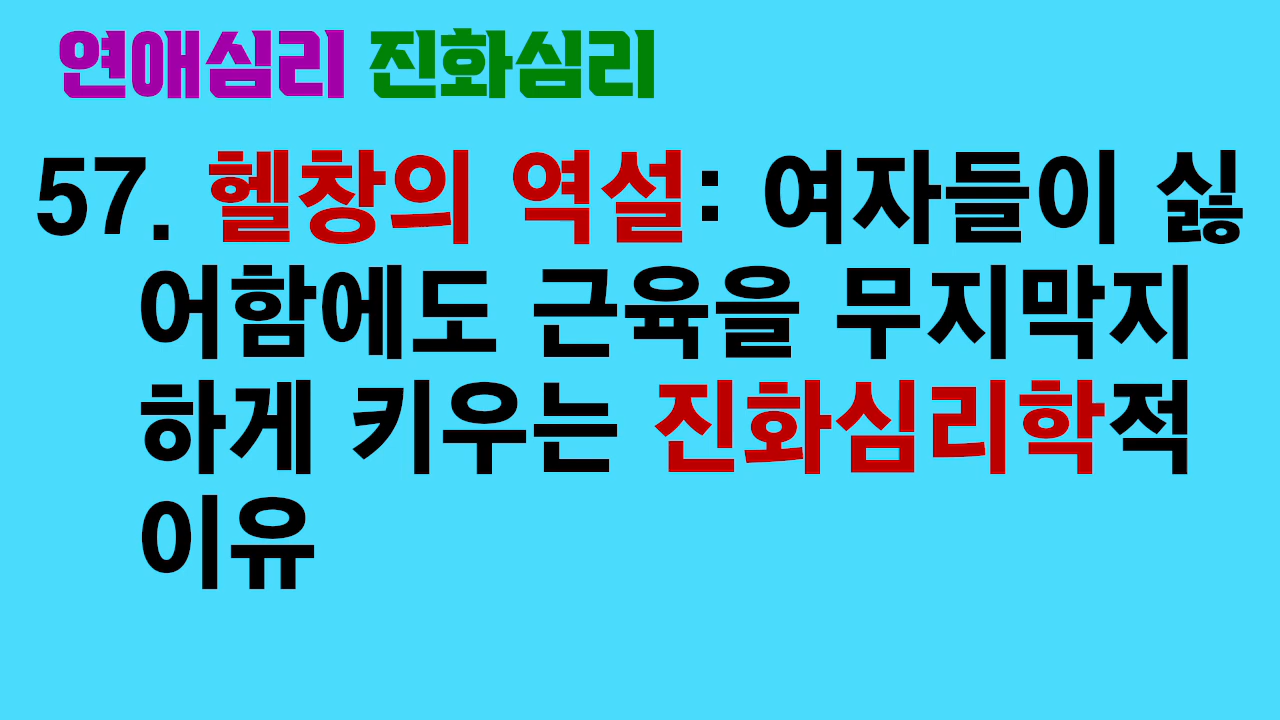 연애심리 진화심리
57. 헬창의 역설: 여자들이 싫
어함에도 근육을 무지막지
하게 키우는 진화심리학적
이유